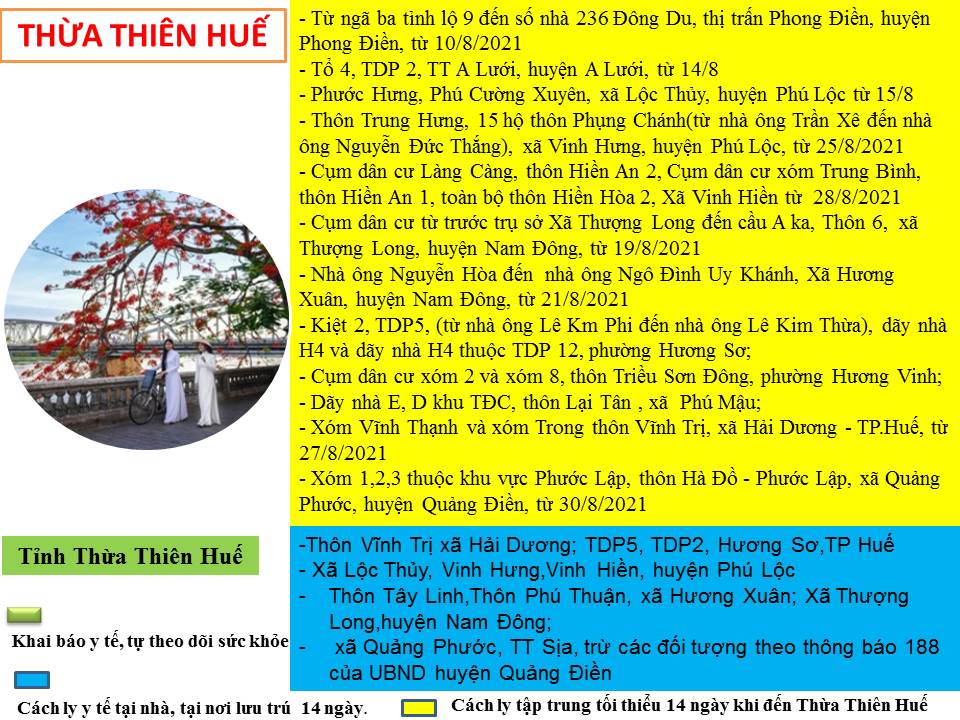 THỪA THIÊN HUẾ
- Từ ngã ba tình lộ 9 đến số nhà 236 Đông Du, thị trấn Phong Điền, huyện
Phong Điền, từ 10/8/2021
- Tổ 4, TDP 2, TT A Lưới, huyện A Lưới, từ 14/8
- Phước Hưng, Phú Cường Xuyên, xã Lộc Thủy, huyện Phú Lộc từ 15/8
- Thôn Trung Hưng, 15 hộ thôn Phụng Chánh(từ nhà ông Trần Xê đến nhà
ông Nguyễn Đức Thắng), xã Vinh Hưng, huyện Phú Lộc, từ 25/8/2021
- Cụm dân cư Làng Càng, thôn Hiền An 2, Cụm dân cư xóm Trung Bình,
thôn Hiền An 1, toàn bộ thôn Hiền Hòa 2, Xã Vinh Hiền từ 28/8/2021
- Cụm dân cư từ trước trụ sở Xã Thượng Long đến cầu A ka, Thôn 6, xã
Thượng Long, huyện Nam Đông, từ 19/8/2021
- Nhà ông Nguyễn Hòa đến nhà ông Ngô Đình Uy Khánh, Xã Hương
Xuân, huyện Nam Đông, từ 21/8/2021
- Kiệt 2, TDP5, (từ nhà ông Lê Km Phi đến nhà ông Lê Kim Thừa), dãy nhà
H4 và dãy nhà H4 thuộc TDP 12, phường Hương Sơ;
- Cụm dân cư xóm 2 và xóm 8, thôn Triều Sơn Đông, phường Hương Vinh;
- Dãy nhà E, D khu TĐC, thôn Lại Tân , xã Phú Mậu;
- Xóm Vĩnh Thạnh và xóm Trong thôn Vĩnh Trị, xã Hải Dương - TP.Huế, từ
27/8/2021
- Xóm 1,2,3 thuộc khu vực Phước Lập, thôn Hà Đồ - Phước Lập, xã Quảng
Phước, huyện Quảng Điền, từ 30/8/2021
Tỉnh Thừa Thiên Huế
-Thôn Vĩnh Trị xã Hải Dương; TDP5, TDP2, Hương Sơ,TP Huế
- Xã Lộc Thủy, Vinh Hưng,Vinh Hiền, huyện Phú Lộc
- Thôn Tây Linh,Thôn Phú Thuận, xã Hương Xuân; Xã Thượng
Long,huyện Nam Đông;
- xã Quảng Phước, TT Sịa, trừ các đối tượng theo thông báo 188
của UBND huyện Quảng Điền
Khai báo y tế, tự theo dõi sức khỏe
Cách ly y tế tại nhà, tại nơi lưu trú 14 ngày.
Cách ly tập trung tối thiểu 14 ngày khi đến Thừa Thiên Huế